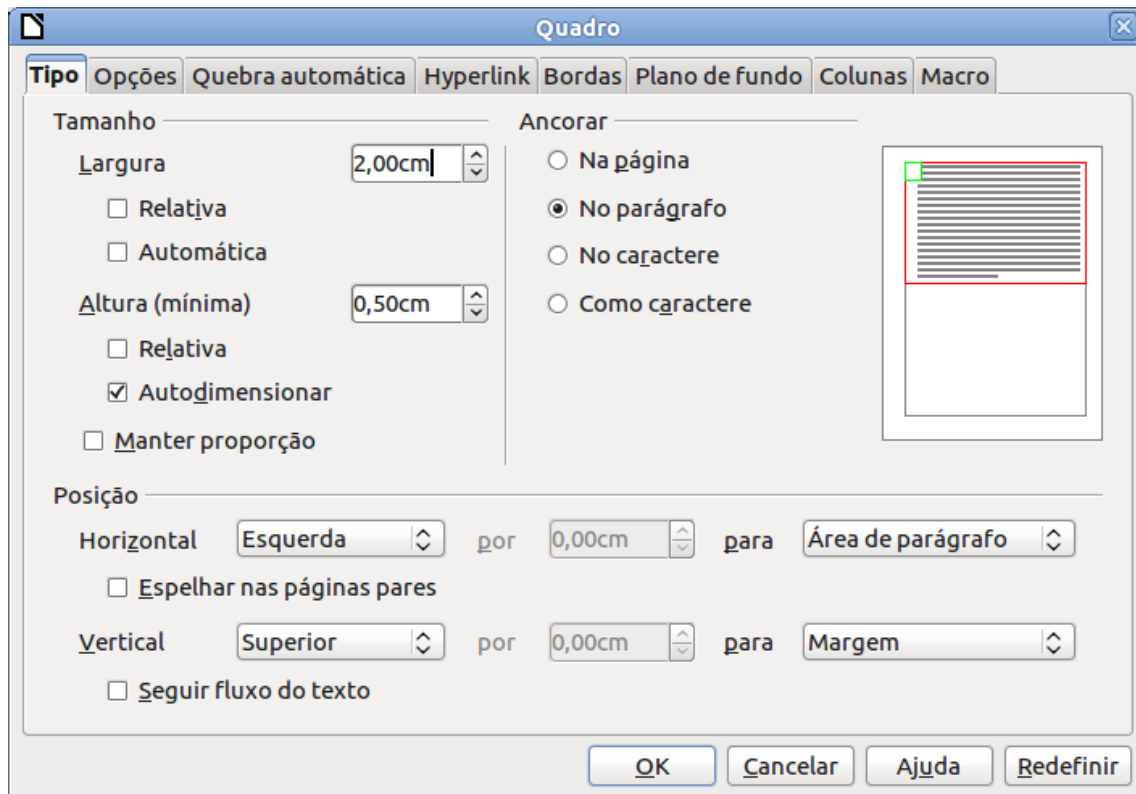 Quadro
Tipo Opções Quebra automática Hyperlink Bordas Plano de fundo Colunas Macro
Tamanho
Largura 2,00cm
Relativa
Automática
Altura (mínima) 0,50cm
Relativa
Autodimensionar
Manter proporção
Ancorar
Na página
No parágrafo
No caractere
Como caractere
Posição
Horizontal Esquerda por 0,00cm para Área de parágrafo
Espelhar nas páginas pares
Vertical Superior por 0,00cm para Margem
Seguir fluxo do texto
OK Cancelar Ajuda Redefinir